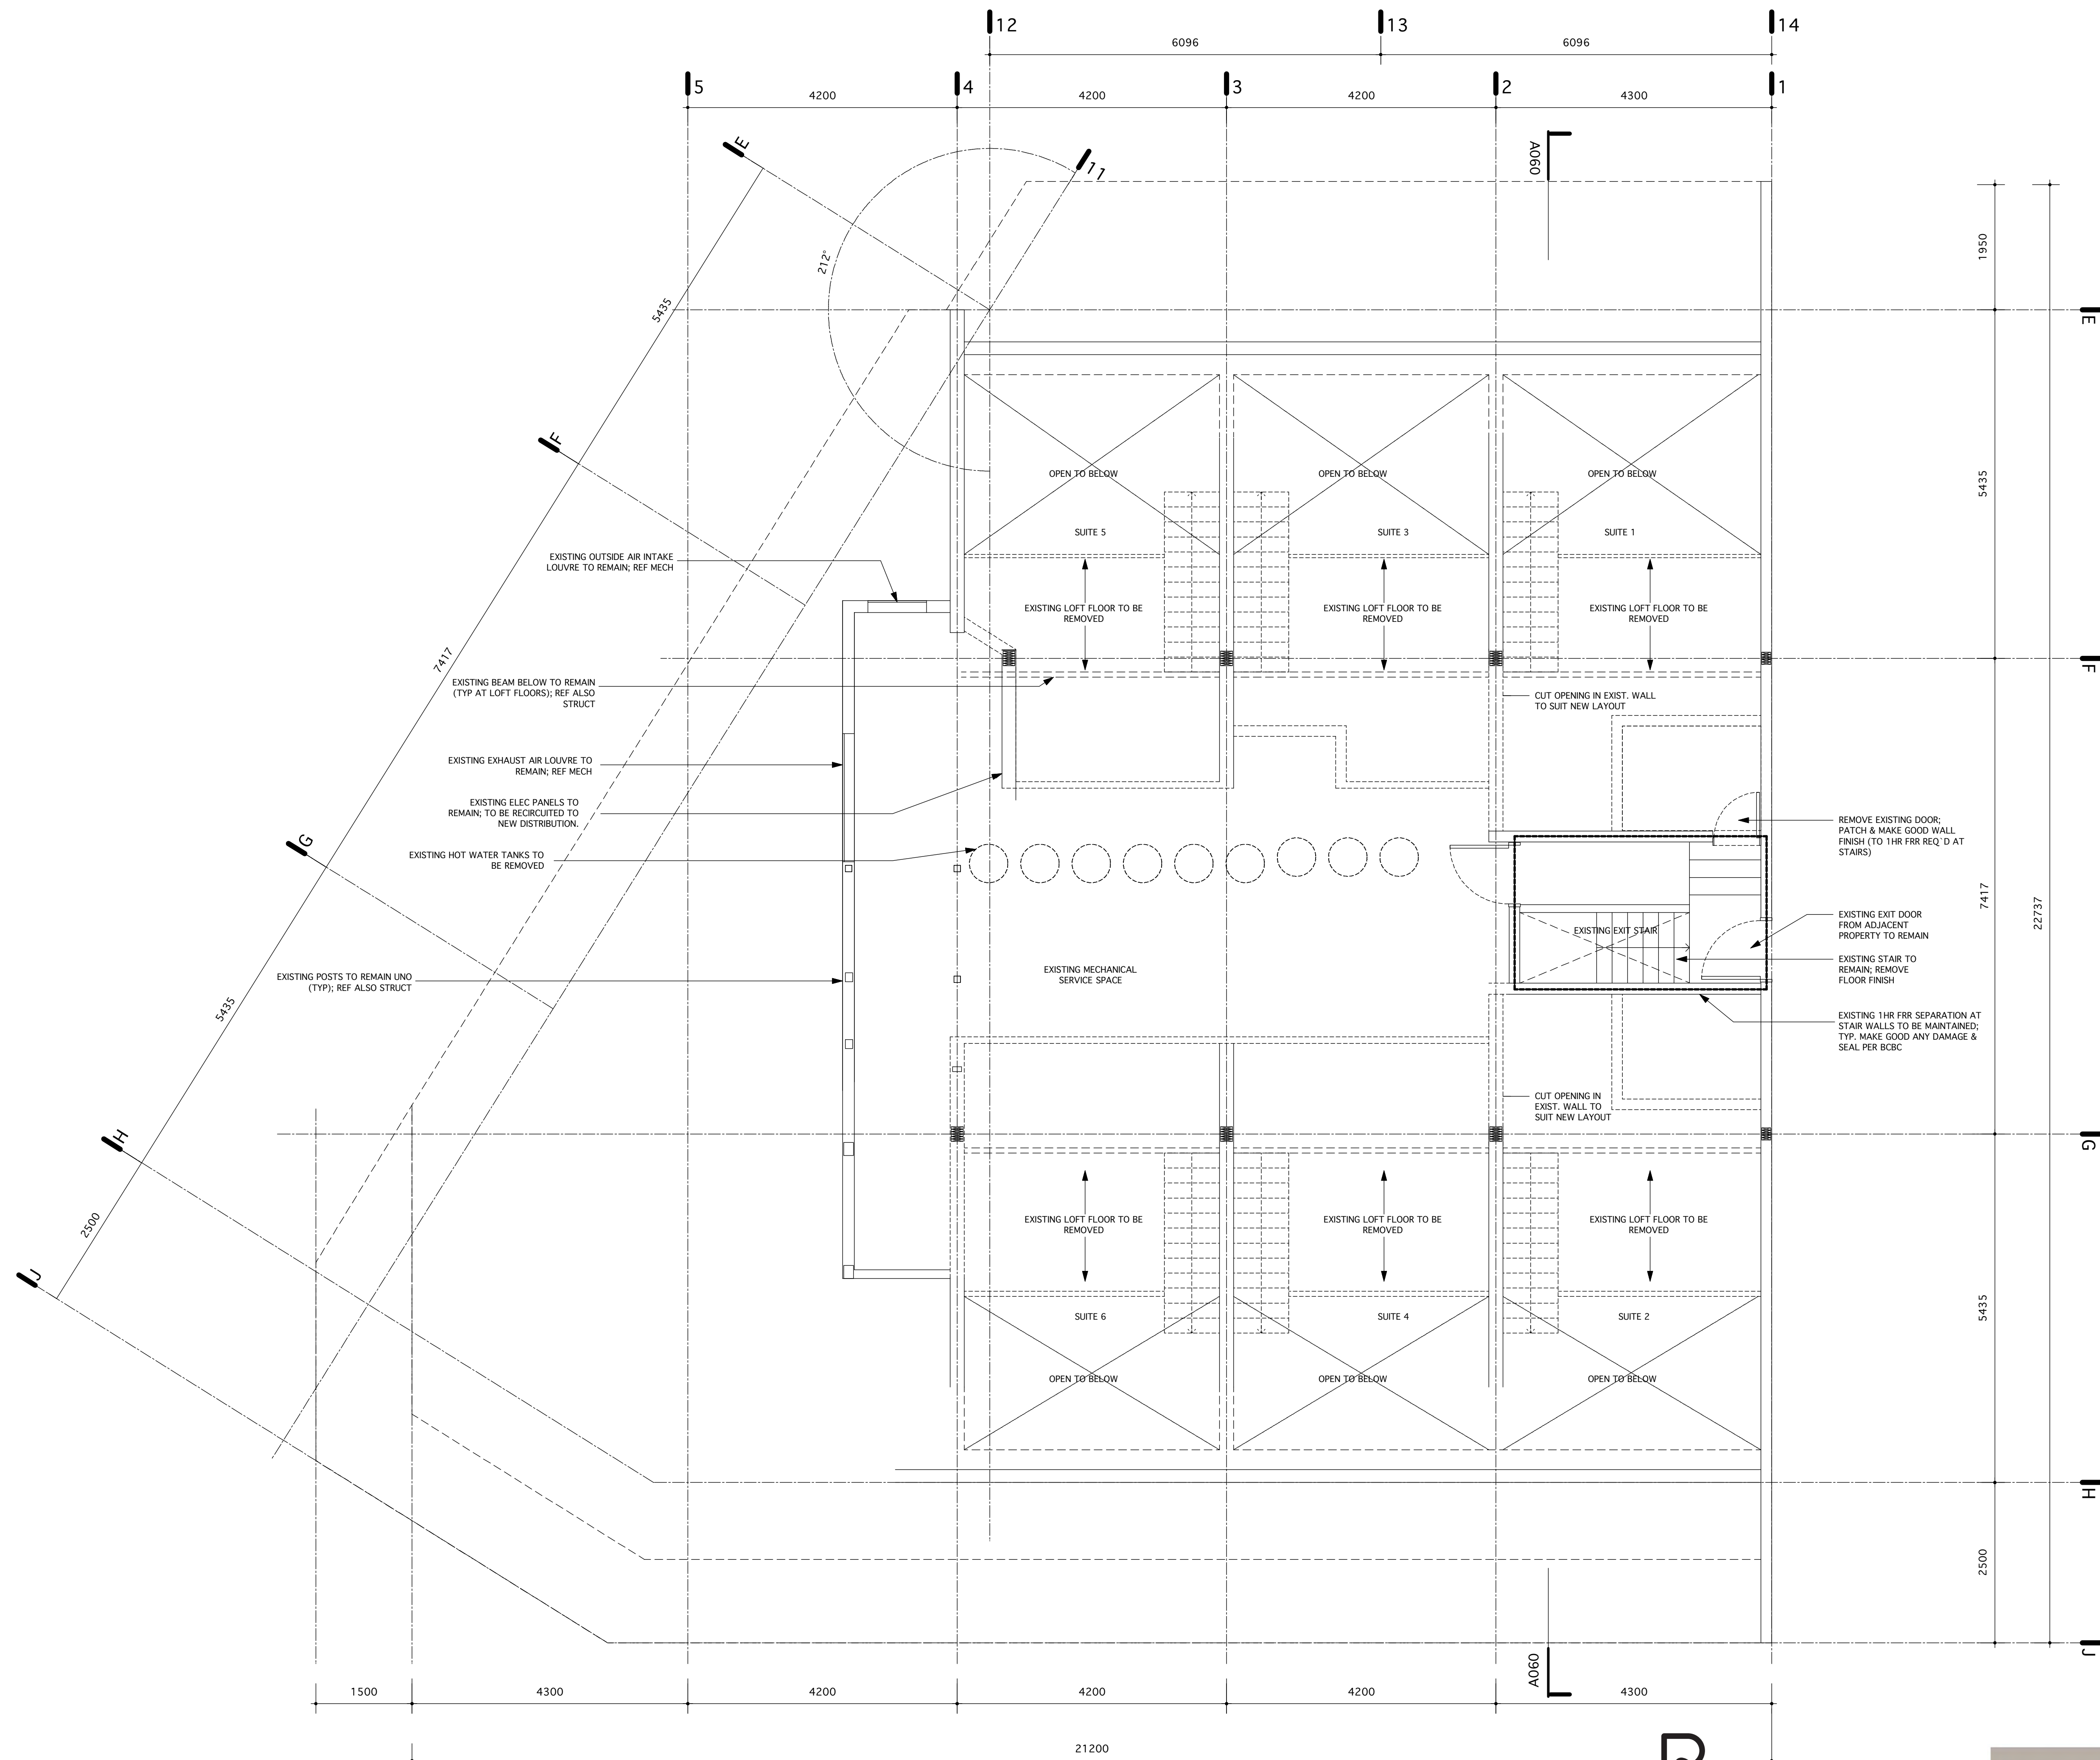 12
13
14
6096
6096
5
4
3
2
1
4200
4200
4200
4300
E
11
A060
212°
1950
5435
E
F
OPEN TO BELOW
OPEN TO BELOW
OPEN TO BELOW
5435
SUITE 5
SUITE 3
SUITE 1
EXISTING OUTSIDE AIR INTAKE
LOUVRE TO REMAIN; REF MECH
EXISTING LOFT FLOOR TO BE
REMOVED
EXISTING LOFT FLOOR TO BE
REMOVED
EXISTING LOFT FLOOR TO BE
REMOVED
7417
F
EXISTING BEAM BELOW TO REMAIN
(TYP AT LOFT FLOORS); REF ALSO
STRUCT
CUT OPENING IN EXIST. WALL
TO SUIT NEW LAYOUT
EXISTING EXHAUST AIR LOUVRE TO
REMAIN; REF MECH
EXISTING ELEC PANELS TO
REMAIN; TO BE RECIRCUITED TO
NEW DISTRIBUTION.
REMOVE EXISTING DOOR;
PATCH & MAKE GOOD WALL
FINISH (TO 1HR FRR REQ`D AT
STAIRS)
G
EXISTING HOT WATER TANKS TO
BE REMOVED
7417
22737
EXISTING EXIT DOOR
FROM ADJACENT
PROPERTY TO REMAIN
EXISTING EXIT STAIR
EXISTING STAIR TO
REMAIN; REMOVE
FLOOR FINISH
EXISTING POSTS TO REMAIN UNO
(TYP); REF ALSO STRUCT
EXISTING MECHANICAL
SERVICE SPACE
5435
EXISTING 1HR FRR SEPARATION AT
STAIR WALLS TO BE MAINTAINED;
TYP. MAKE GOOD ANY DAMAGE &
SEAL PER BCBC
CUT OPENING IN
EXIST. WALL TO
SUIT NEW LAYOUT
H
G
2500
EXISTING LOFT FLOOR TO BE
REMOVED
EXISTING LOFT FLOOR TO BE
REMOVED
EXISTING LOFT FLOOR TO BE
REMOVED
J
5435
SUITE 6
SUITE 4
SUITE 2
OPEN TO BELOW
OPEN TO BELOW
OPEN TO BELOW
H
2500
J
A060
1500
4300
4200
4200
4200
4300
21200